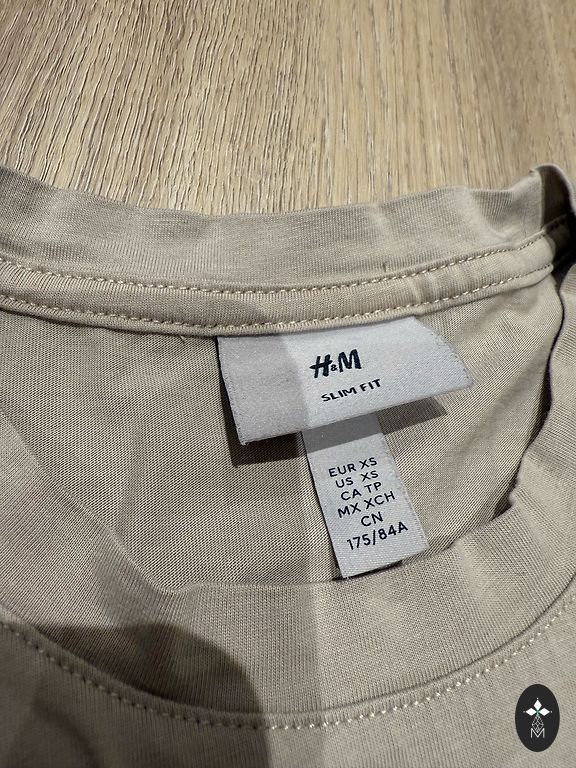 H&M
SLIM FIT
EUR XS
US XS
CA TP
MX XCH
CN
175/84A
M